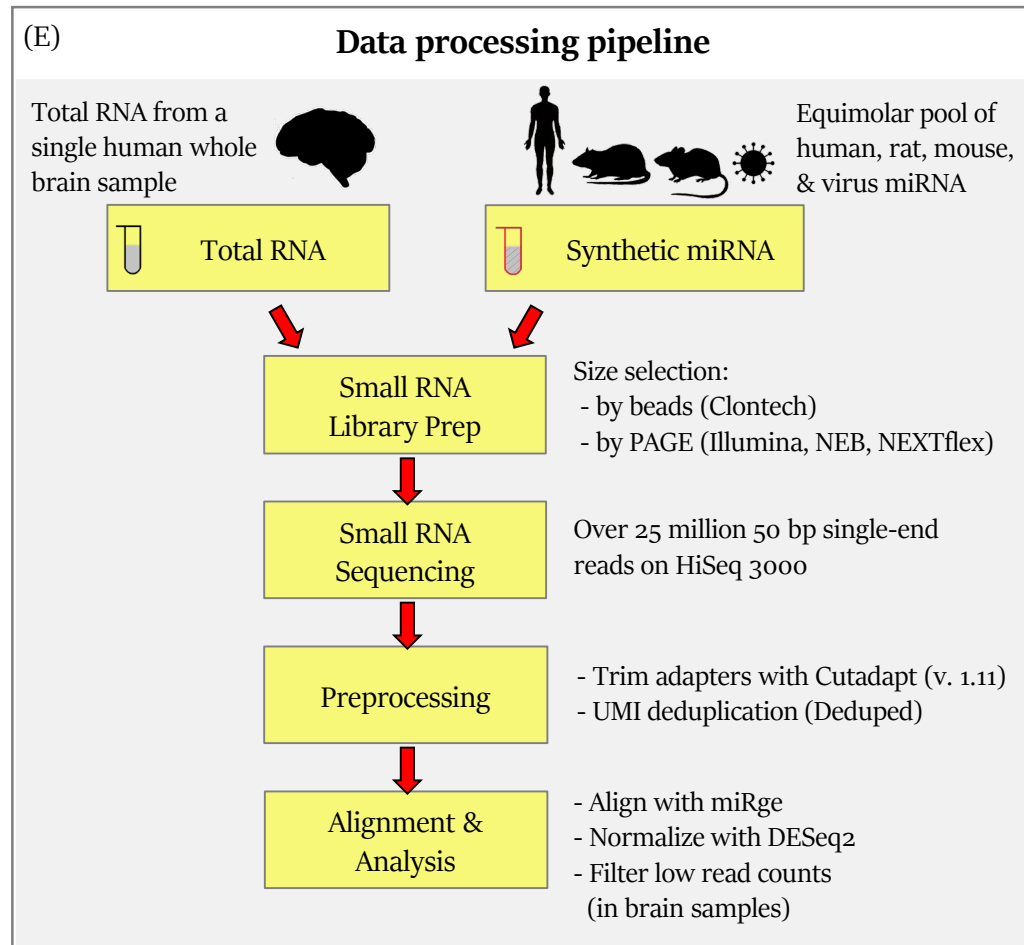 (E)
Data processing pipeline
Total RNA from a
single human whole
brain sample
Equimolar pool of
human, rat, mouse,
& virus miRNA
Total RNA
Synthetic miRNA
Small RNA
Library Prep
Size selection:
- by beads (Clontech)
- by PAGE (Illumina, NEB, NEXTflex)
Small RNA
Sequencing
Over 25 million 50 bp single-end
reads on HiSeq 3000
Preprocessing
- Trim adapters with Cutadapt (v. 1.11)
- UMI deduplication (Deduped)
Alignment &
Analysis
- Align with miRge
- Normalize with DESeq2
- Filter low read counts
(in brain samples)